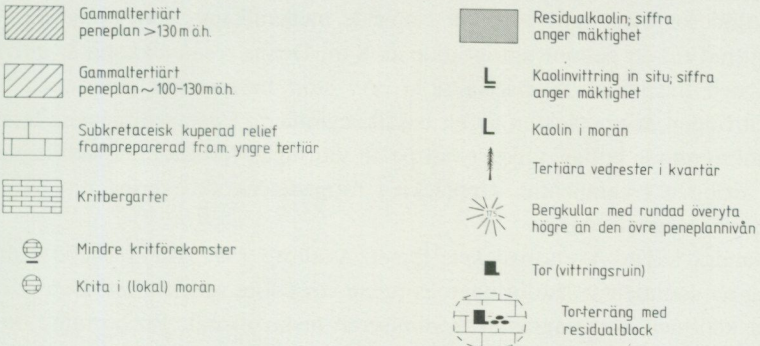 Gammaltertiärt
peneplan >130 m ö.h.
Gammaltertiärt
peneplan ~ 100-130 m ö.h.
Subkretaceisk kuperad relief
frampreparerad fr.o.m. yngre tertiär
Kritbergarter
Mindre kritförekomster
Krita i (lokal) morän
Residualkaolin; siffra
anger mäktighet
L Kaolinvittring in situ; siffra
anger mäktighet
L Kaolin i morän
Tertiära vedrester i kvartär
Bergkullar med rundad överyta
högre än den övre peneplannivån
Tor (vittringsruin)
Tor-terräng med
residualblock